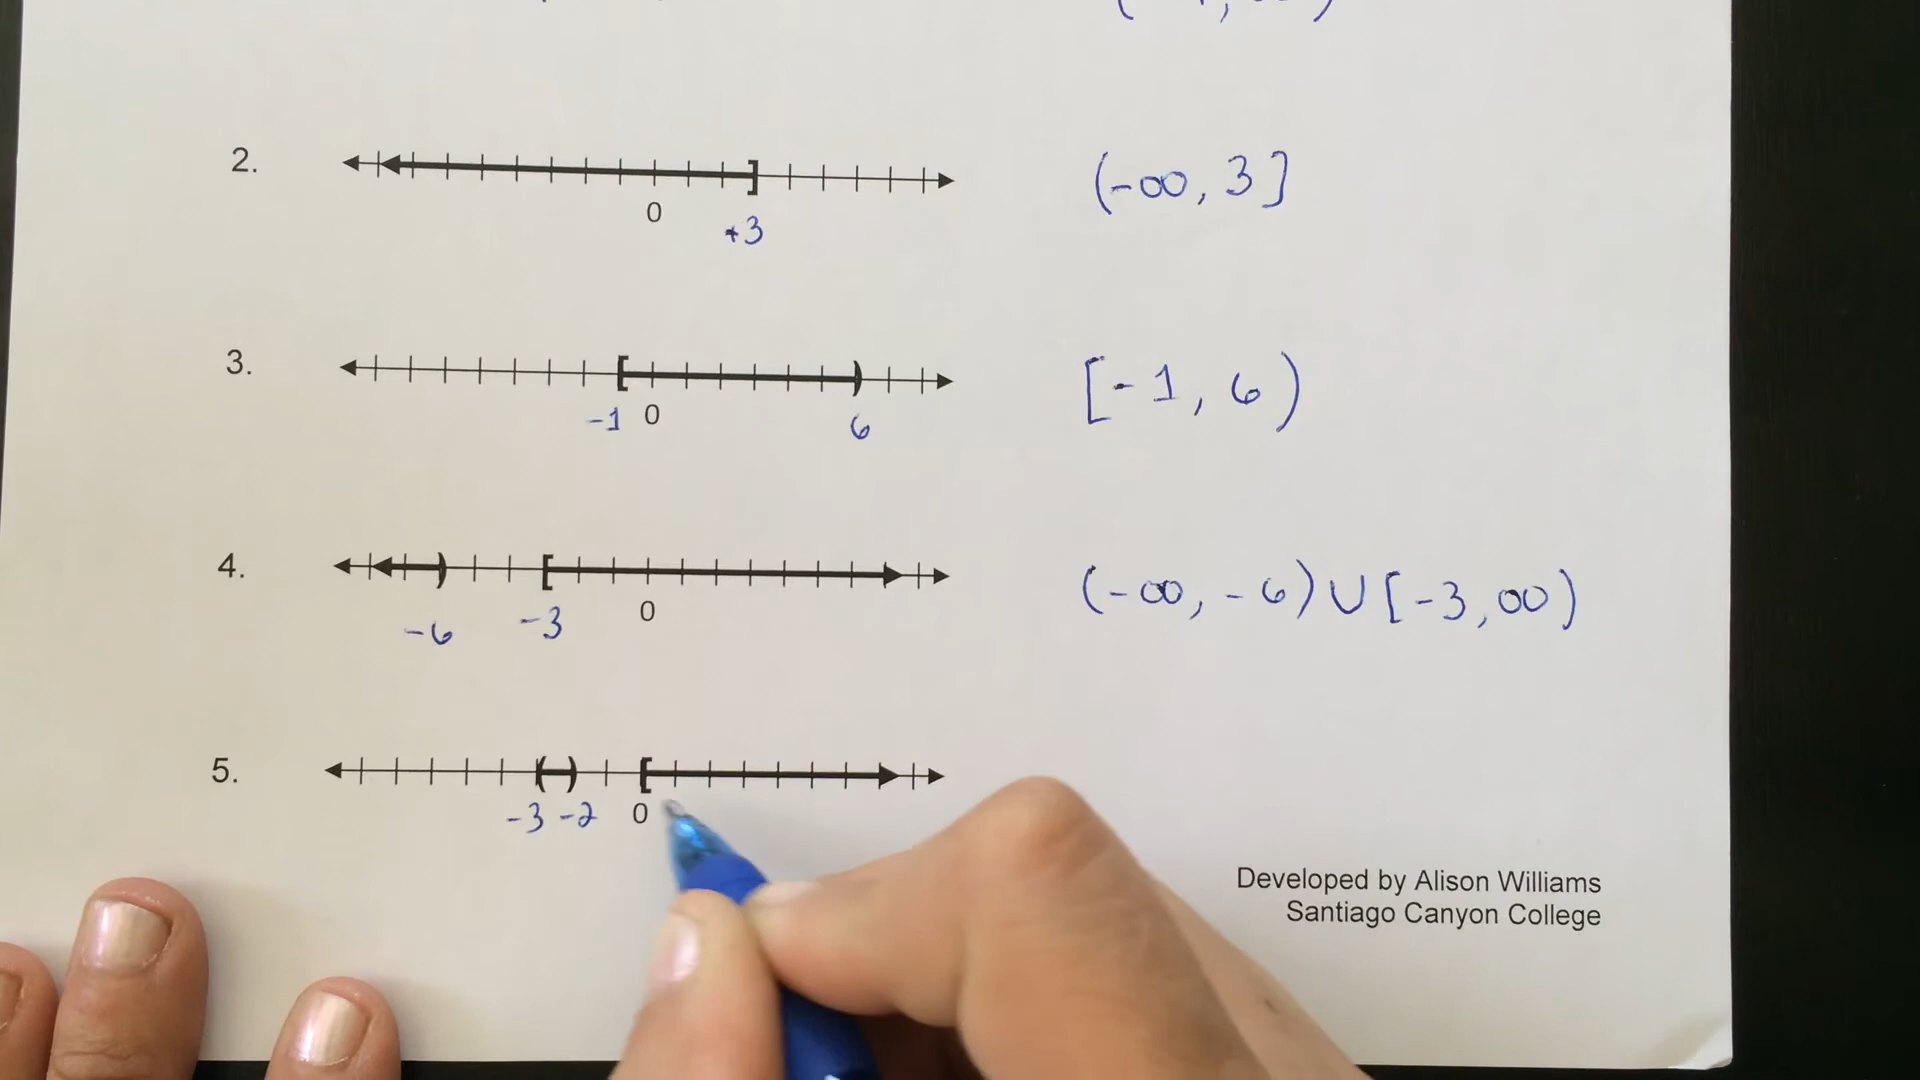 2. (-∞, 3]
0
+3
3. [-1, 6)
-1 0 6
4. (-∞, -6) ∪ [-3, ∞)
-6 -3 0
5.
-3 -2 0
Developed by Alison Williams
Santiago Canyon College